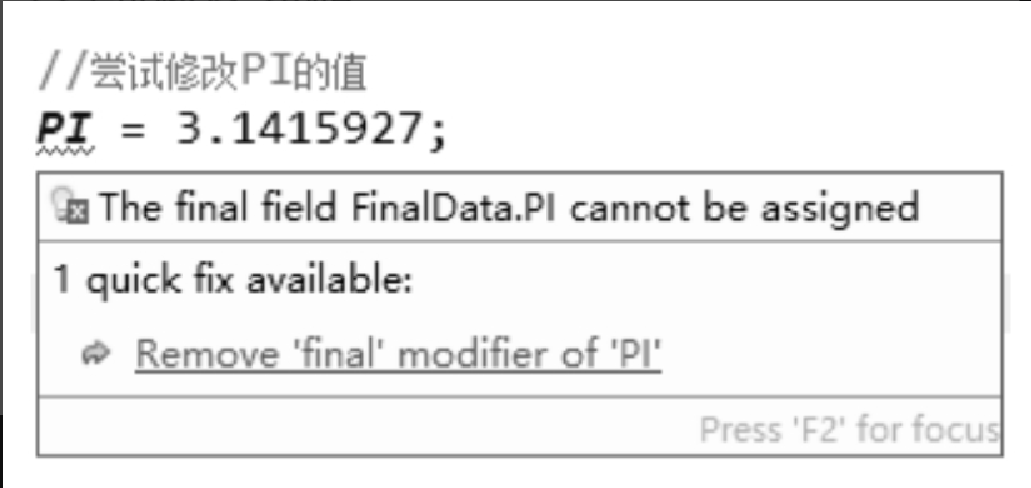 //尝试修改PI的值
PI = 3.1415927;
The final field FinalData.PI cannot be assigned
1 quick fix available:
Remove 'final' modifier of 'PI'
Press 'F2' for focus